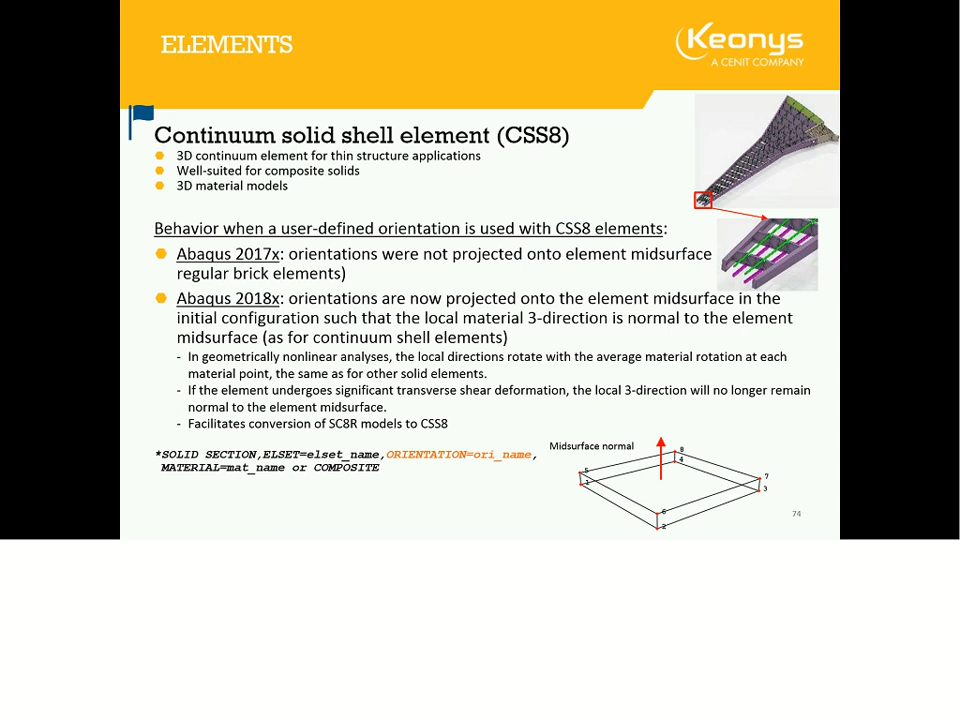 ELEMENTS
Keonys
A CENIT COMPANY
Continuum solid shell element (CSS8)
3D continuum element for thin structure applications
Well-suited for composite solids
3D material models
Behavior when a user-defined orientation is used with CSS8 elements:
Abaqus 2017x: orientations were not projected onto element midsurface
regular brick elements)
Abaqus 2018x: orientations are now projected onto the element midsurface in the
initial configuration such that the local material 3-direction is normal to the element
midsurface (as for continuum shell elements)
- In geometrically nonlinear analyses, the local directions rotate with the average material rotation at each
material point, the same as for other solid elements.
- If the element undergoes significant transverse shear deformation, the local 3-direction will no longer remain
normal to the element midsurface.
- Facilitates conversion of SC8R models to CSS8
*SOLID SECTION,ELSET=elset_name,ORIENTATION=ori_name,
MATERIAL=mat_name or COMPOSITE
Midsurface normal
8
4
5
1
7
3
6
2
74